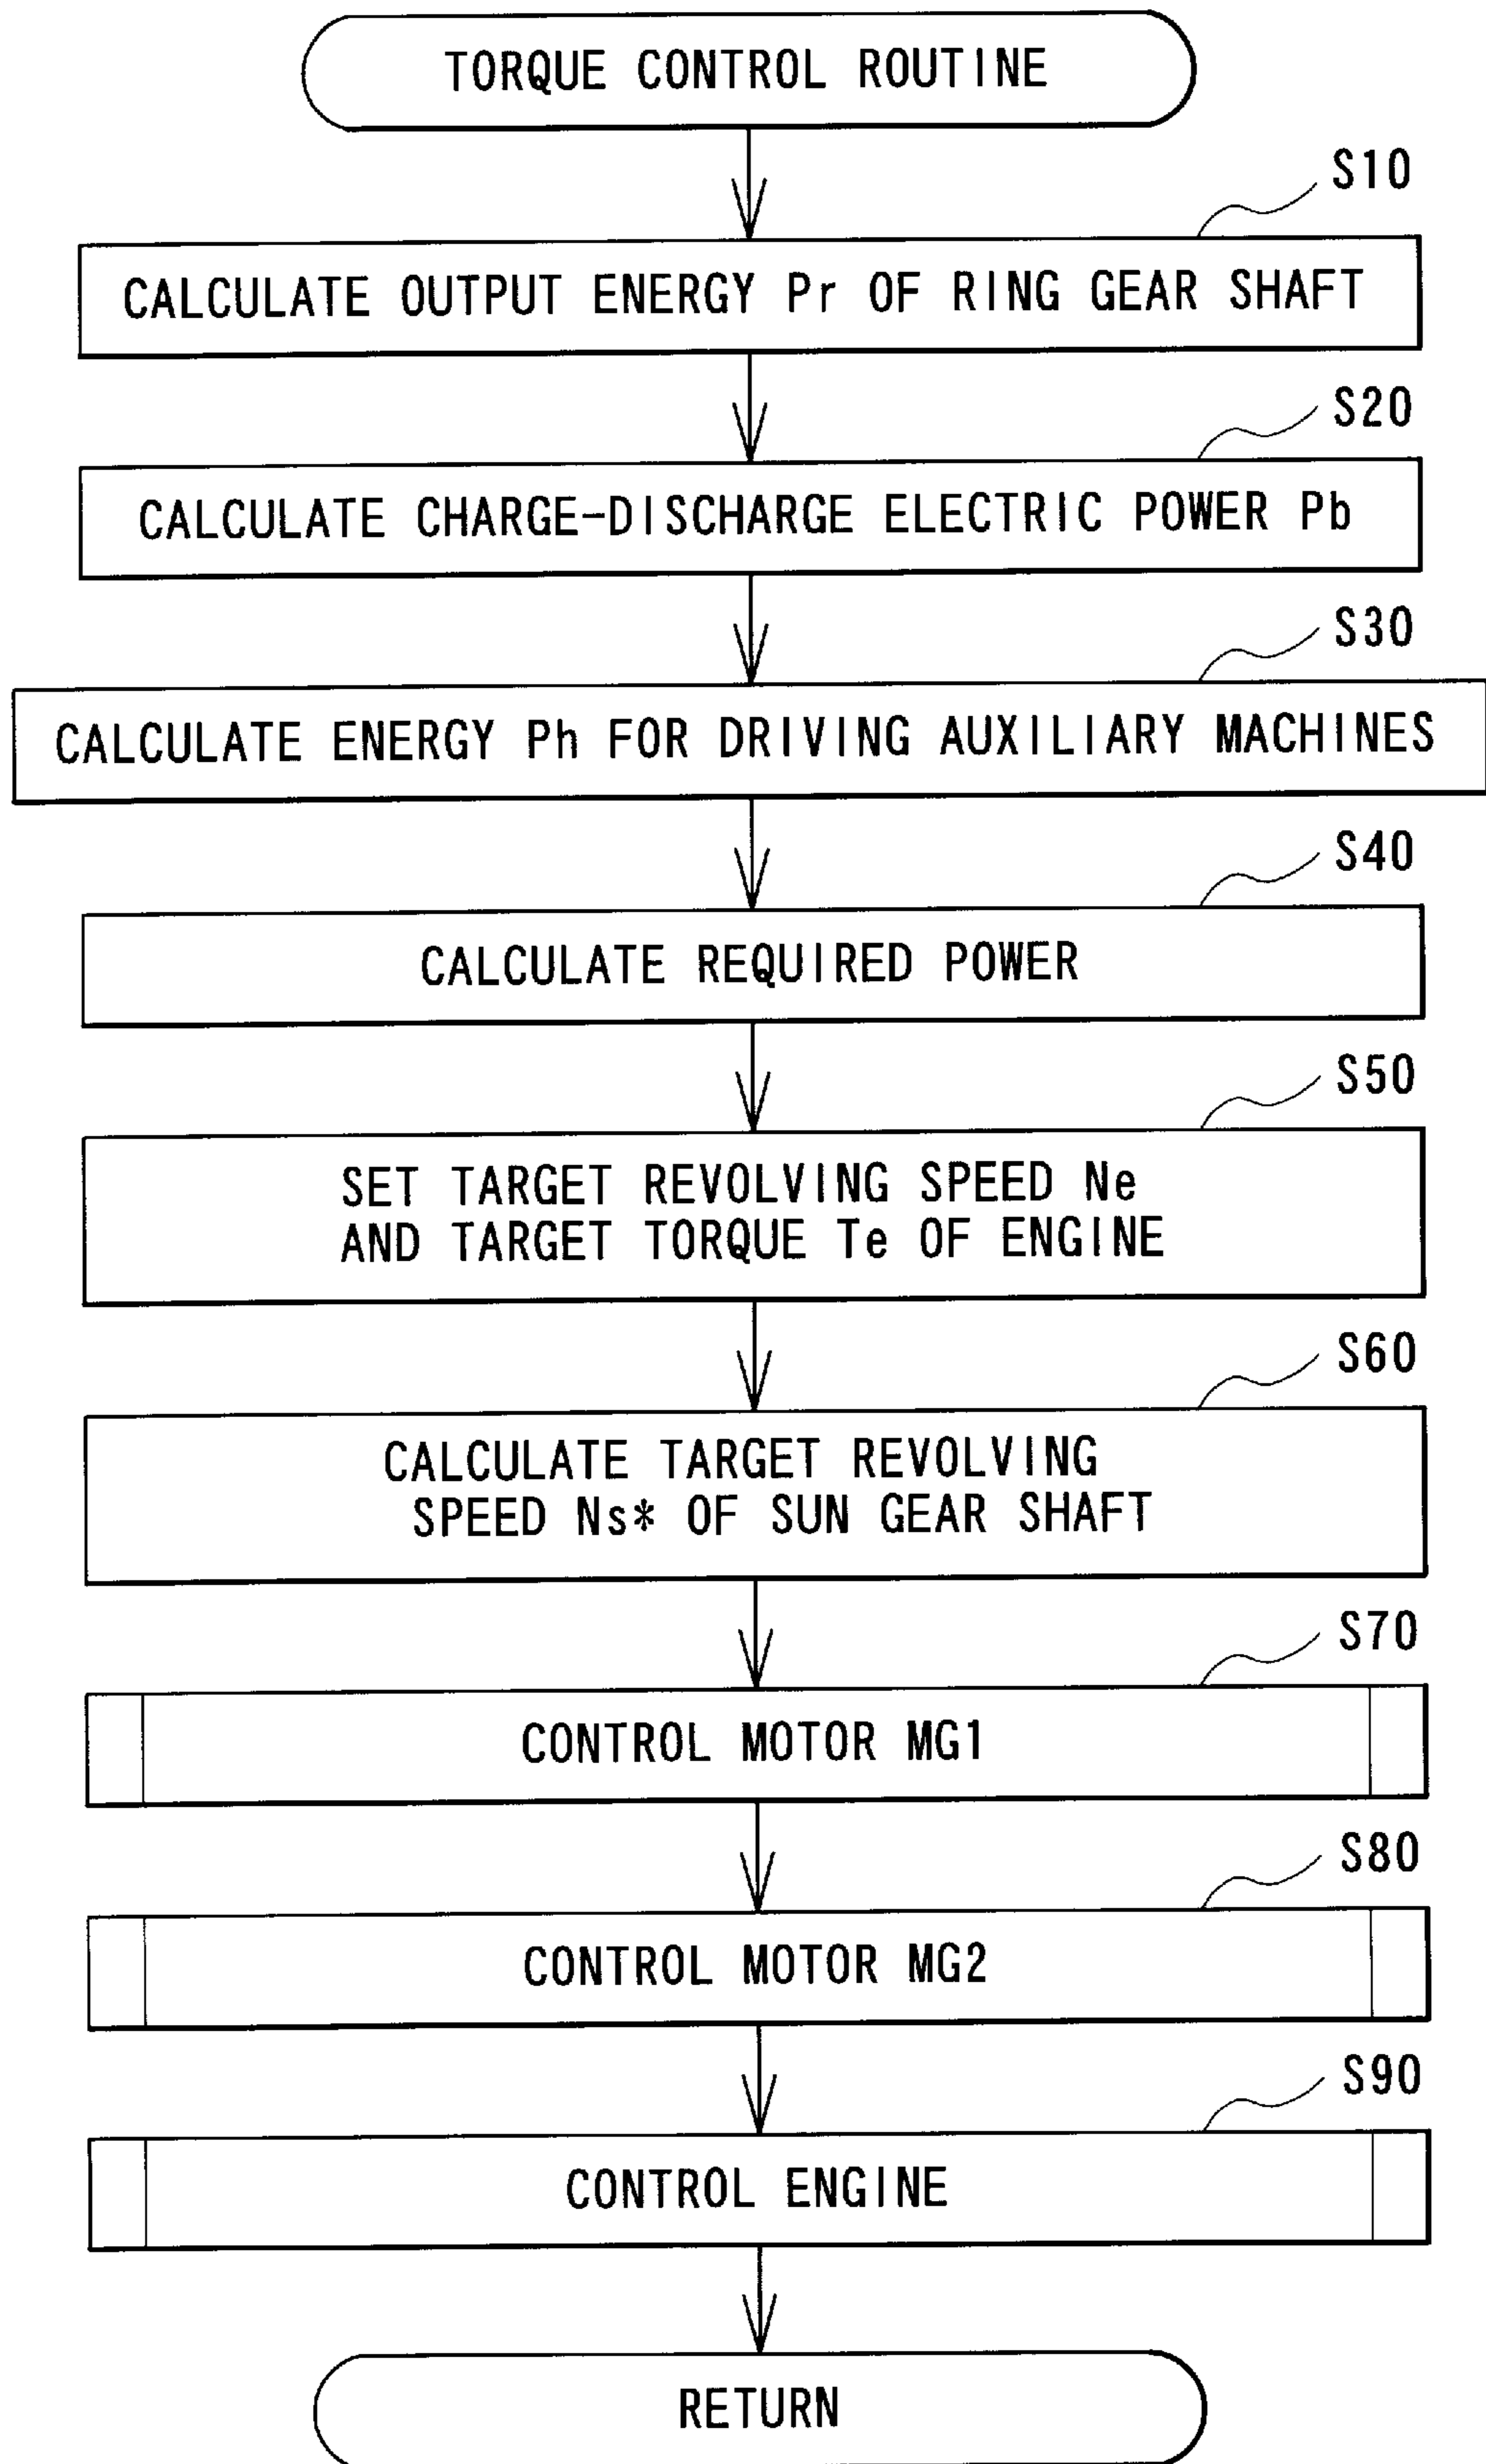 TORQUE CONTROL ROUTINE
S10
CALCULATE OUTPUT ENERGY Pr OF RING GEAR SHAFT
S20
CALCULATE CHARGE-DISCHARGE ELECTRIC POWER Pb
S30
CALCULATE ENERGY Ph FOR DRIVING AUXILIARY MACHINES
S40
CALCULATE REQUIRED POWER
S50
SET TARGET REVOLVING SPEED Ne
AND TARGET TORQUE Te OF ENGINE
S60
CALCULATE TARGET REVOLVING
SPEED Ns* OF SUN GEAR SHAFT
S70
CONTROL MOTOR MG1
S80
CONTROL MOTOR MG2
S90
CONTROL ENGINE
RETURN